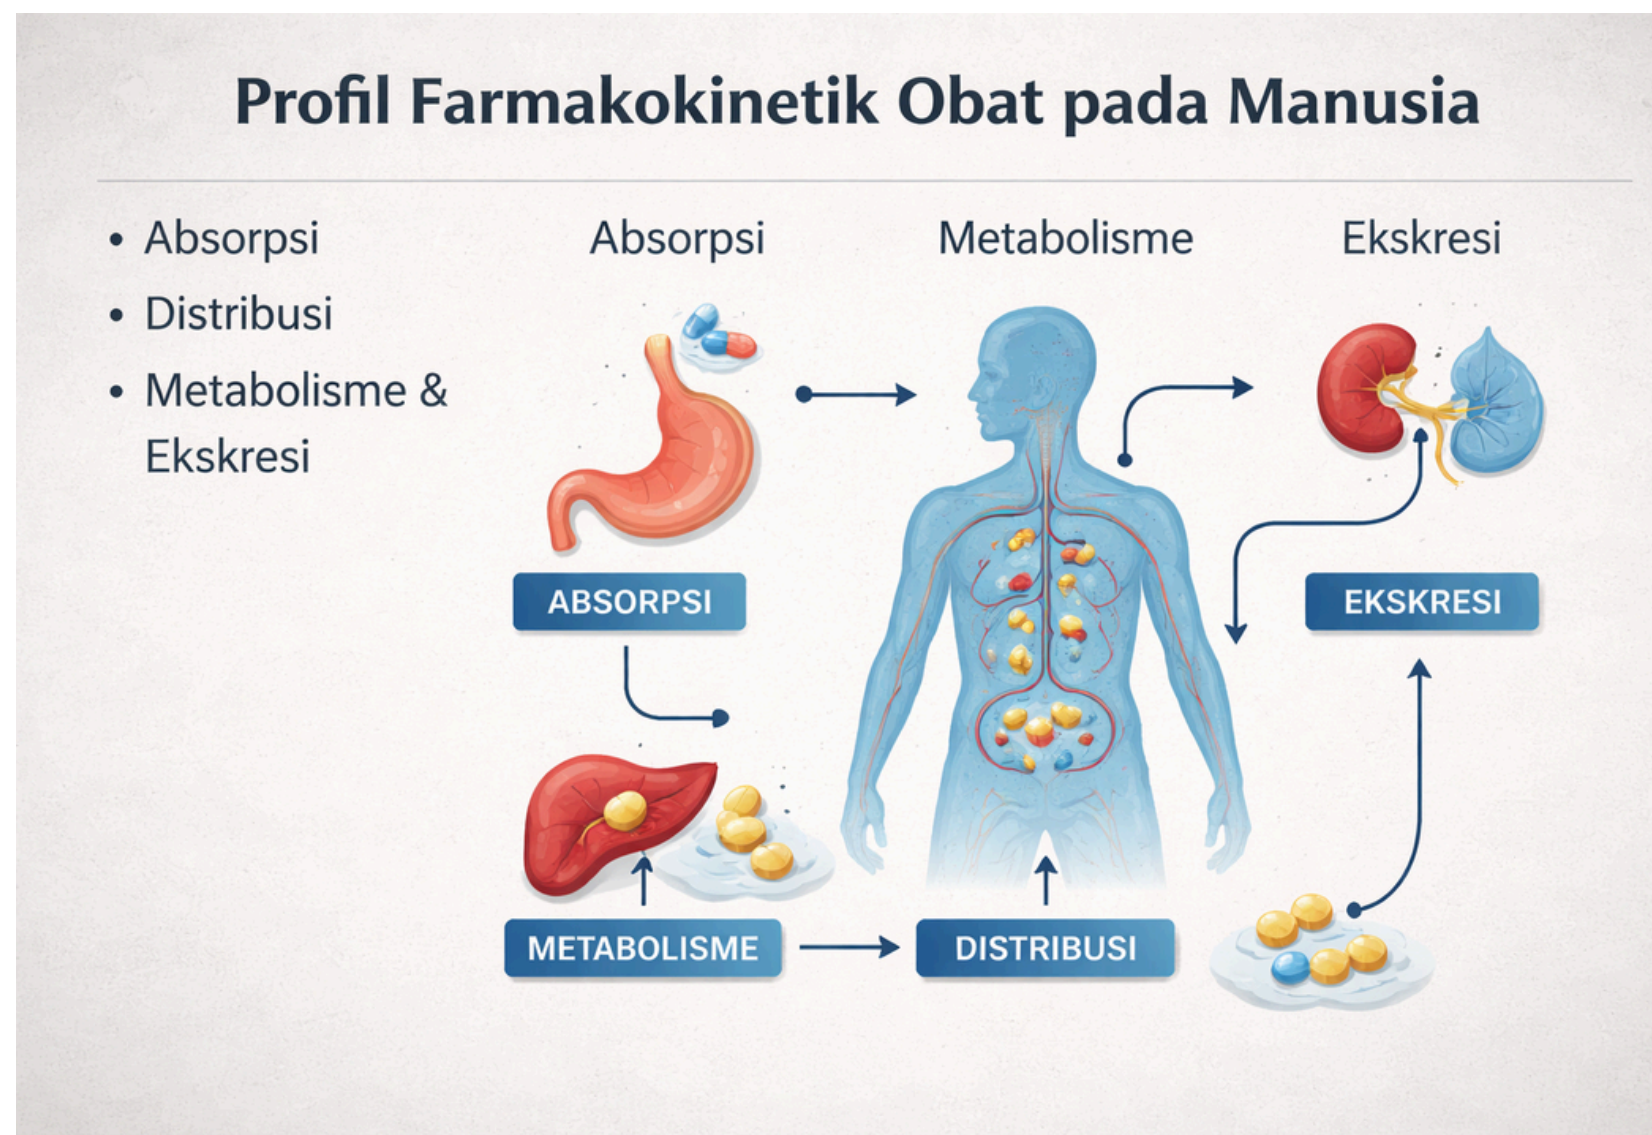 Profil Farmakokinetik Obat pada Manusia
• Absorpsi
• Distribusi
• Metabolisme &
Ekskresi
Absorpsi
Metabolisme
Ekskresi
ABSORPSI
EKSKRESI
METABOLISME
DISTRIBUSI